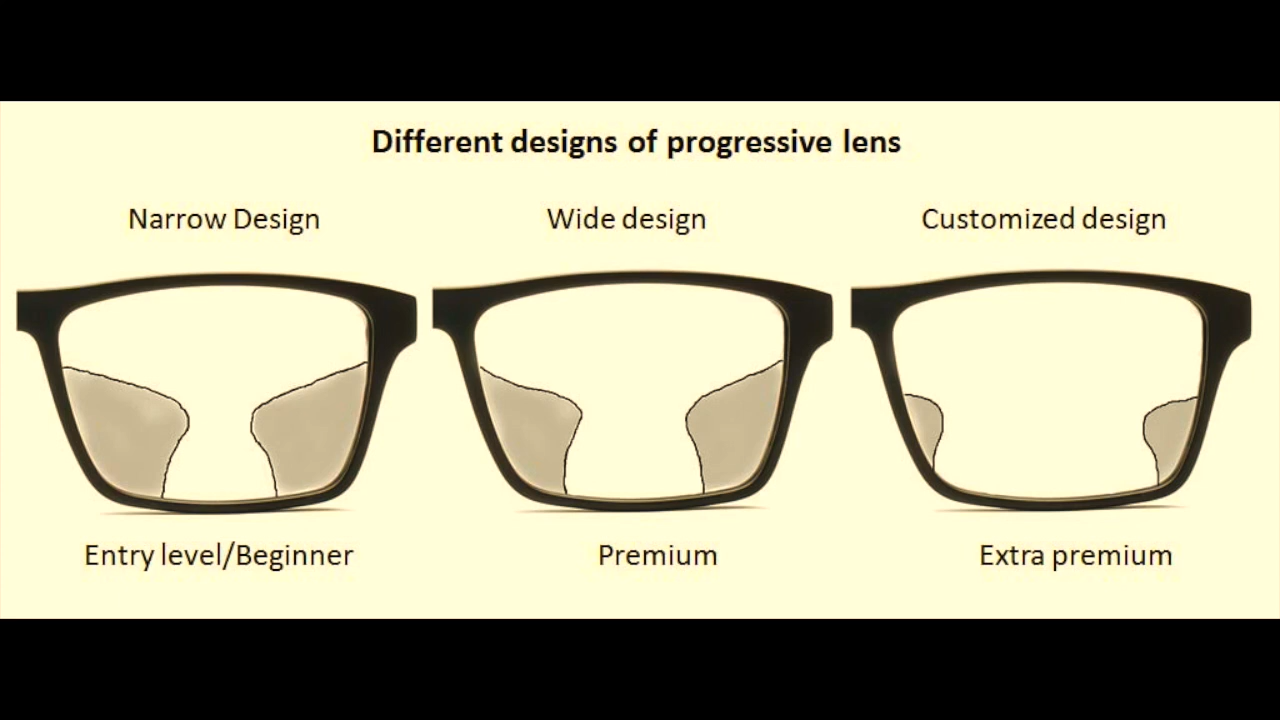 Different designs of progressive lens
Narrow Design
Wide design
Customized design
Entry level/Beginner
Premium
Extra premium